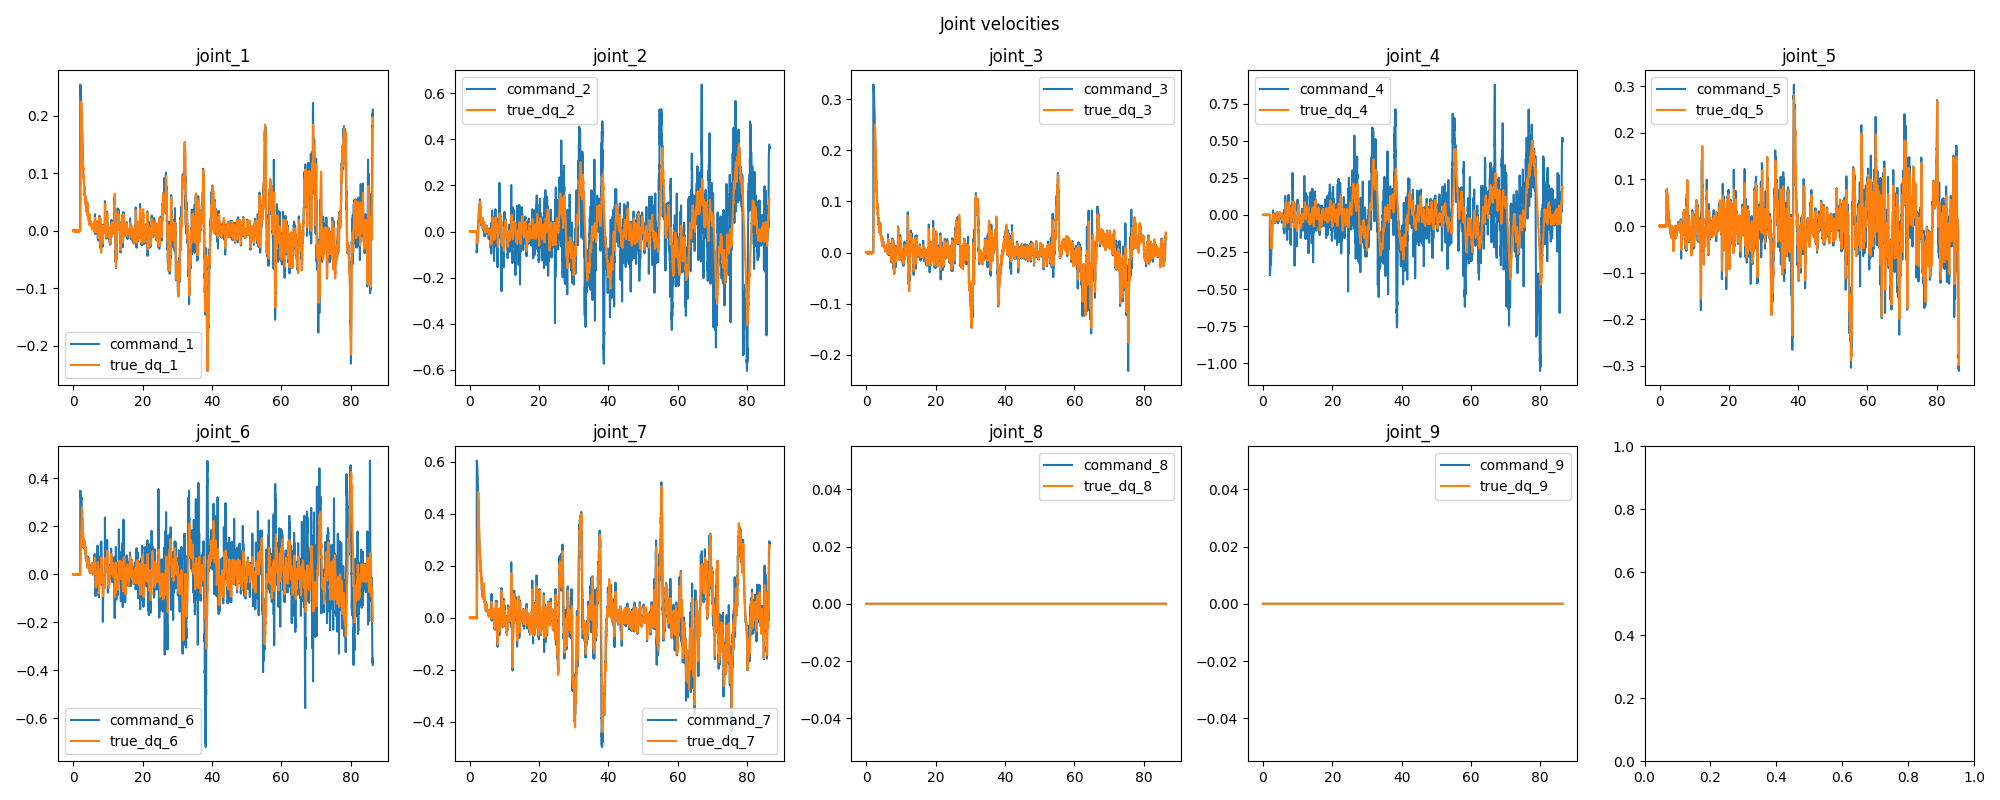 Joint velocities
joint_1
0.2
0.1
0.0
−0.1
−0.2
command_1
true_dq_1
0 20 40 60 80
joint_2
0.6
0.4
0.2
0.0
−0.2
−0.4
−0.6
command_2
true_dq_2
0 20 40 60 80
joint_3
0.3
0.2
0.1
0.0
−0.1
−0.2
command_3
true_dq_3
0 20 40 60 80
joint_4
0.75
0.50
0.25
0.00
−0.25
−0.50
−0.75
−1.00
command_4
true_dq_4
0 20 40 60 80
joint_5
0.3
0.2
0.1
0.0
−0.1
−0.2
−0.3
command_5
true_dq_5
0 20 40 60 80
joint_6
0.4
0.2
0.0
−0.2
−0.4
−0.6
command_6
true_dq_6
0 20 40 60 80
joint_7
0.6
0.4
0.2
0.0
−0.2
−0.4
command_7
true_dq_7
0 20 40 60 80
joint_8
0.04
0.02
0.00
−0.02
−0.04
command_8
true_dq_8
0 20 40 60 80
joint_9
0.04
0.02
0.00
−0.02
−0.04
command_9
true_dq_9
0 20 40 60 80
1.0
0.8
0.6
0.4
0.2
0.0
0.0 0.2 0.4 0.6 0.8 1.0